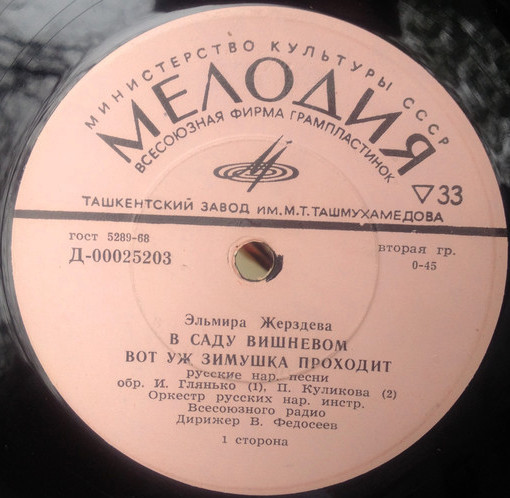 МИНИСТЕРСТВО КУЛЬТУРЫ СССР
МЕЛОДИЯ
ВСЕСОЮЗНАЯ ФИРМА ГРАМПЛАСТИНОК
▽33
ТАШКЕНТСКИЙ ЗАВОД ИМ. М.Т. ТАШМУХАМЕДОВА
гост 5289-68
Д-00025203
вторая гр.
0-45
Эльмира Жерздева
В САДУ ВИШНЕВОМ
ВОТ УЖ ЗИМУШКА ПРОХОДИТ
русские нар. песни
обр. И. Глянько (1), П. Куликова (2)
Оркестр русских нар. инстр.
Всесоюзного радио
Дирижер В. Федосеев
1 сторона